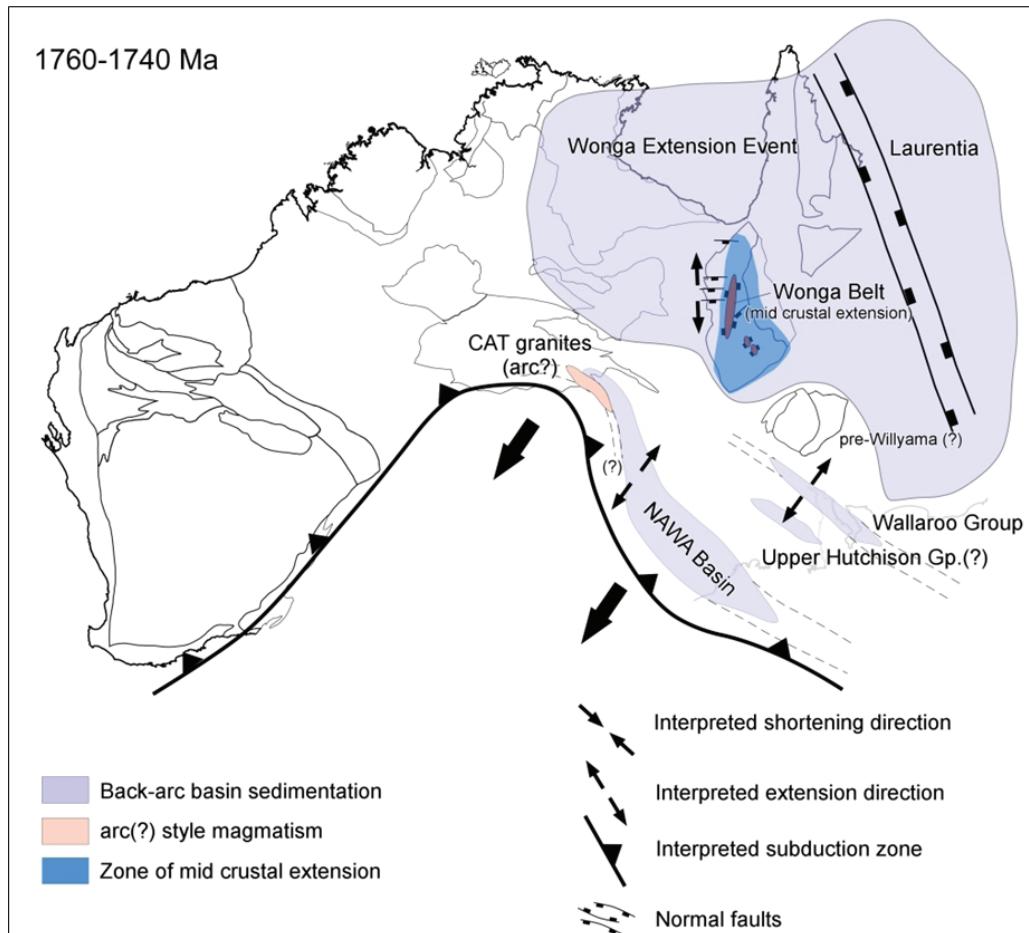 1760-1740 Ma
Wonga Extension Event
Laurentia
Wonga Belt
(mid crustal extension)
CAT granites
(arc?)
pre-Willyama (?)
(?)
NAWA Basin
Wallaroo Group
Upper Hutchison Gp.(?)
Interpreted shortening direction
Interpreted extension direction
Interpreted subduction zone
Normal faults
Back-arc basin sedimentation
arc(?) style magmatism
Zone of mid crustal extension